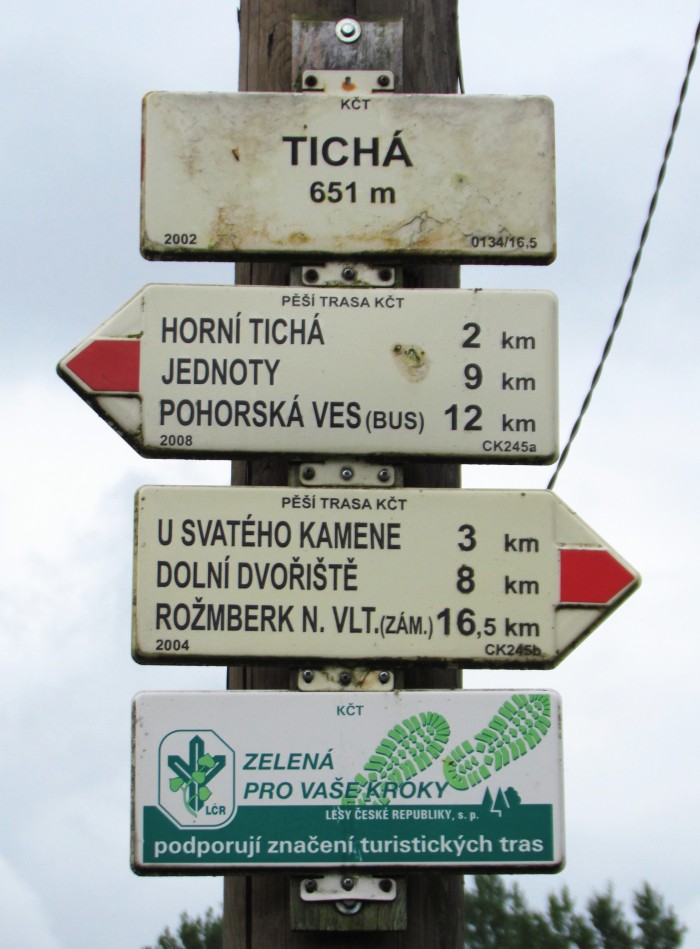 KČT
TICHÁ
651 m
2002 0134/16,5
PĚŠÍ TRASA KČT
HORNÍ TICHÁ 2 km
JEDNOTY 9 km
POHORSKÁ VES (BUS) 12 km
2008 CK245a
PĚŠÍ TRASA KČT
U SVATÉHO KAMENE 3 km
DOLNÍ DVOŘIŠTĚ 8 km
ROŽMBERK N. VLT.(ZÁM.) 16,5 km
2004 CK245b
KČT
ZELENÁ
PRO VAŠE KROKY
LČR
LESY ČESKÉ REPUBLIKY, s. p.
podporují značení turistických tras